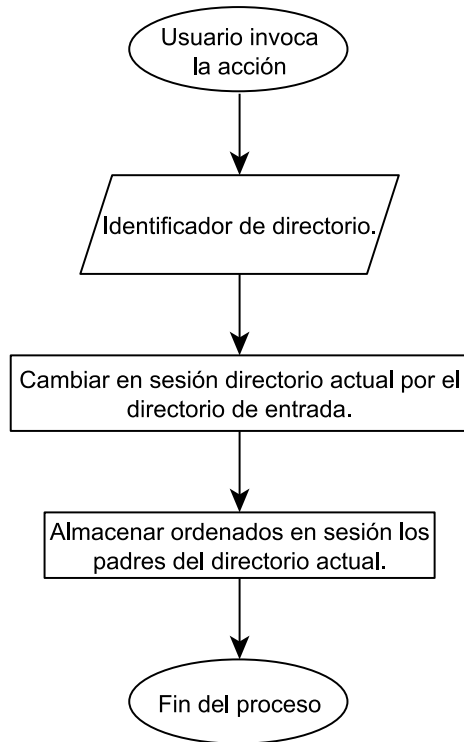 Usuario invoca
la acción
Identificador de directorio.
Cambiar en sesión directorio actual por el
directorio de entrada.
Almacenar ordenados en sesión los
padres del directorio actual.
Fin del proceso